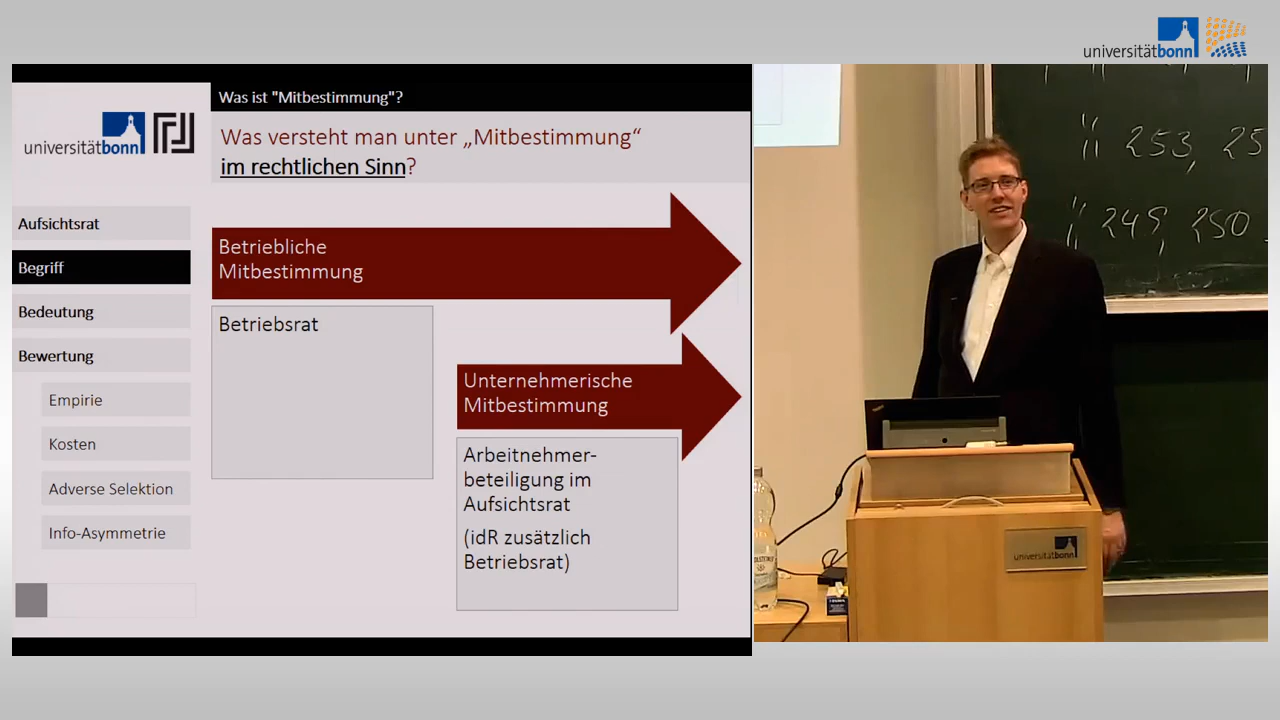 universitätbonn
Was ist "Mitbestimmung"?
universitätbonn
Was versteht man unter „Mitbestimmung“
im rechtlichen Sinn?
Aufsichtsrat
Begriff
Bedeutung
Bewertung
Empirie
Kosten
Adverse Selektion
Info-Asymmetrie
Betriebliche
Mitbestimmung
Betriebsrat
Unternehmerische
Mitbestimmung
Arbeitnehmer-
beteiligung im
Aufsichtsrat
(idR zusätzlich
Betriebsrat)
253, 25
249, 250
universitätbonn